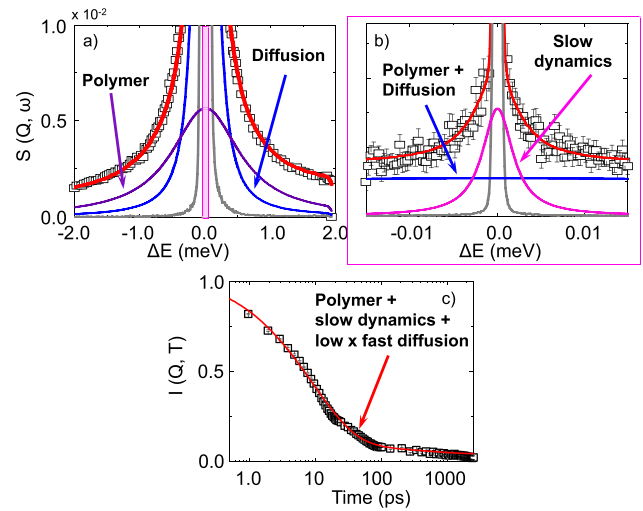 x 10⁻²
a)
Diffusion
Polymer
S (Q, ω)
1.0
0.5
0.0
-2.0 -1.0 0.0 1.0 2.0
ΔE (meV)
b)
Slow
dynamics
Polymer +
Diffusion
-0.01 0.0 0.01
ΔE (meV)
c)
Polymer +
slow dynamics +
low x fast diffusion
I (Q, T)
1.0
0.5
0.0
1.0 10 100 1000
Time (ps)